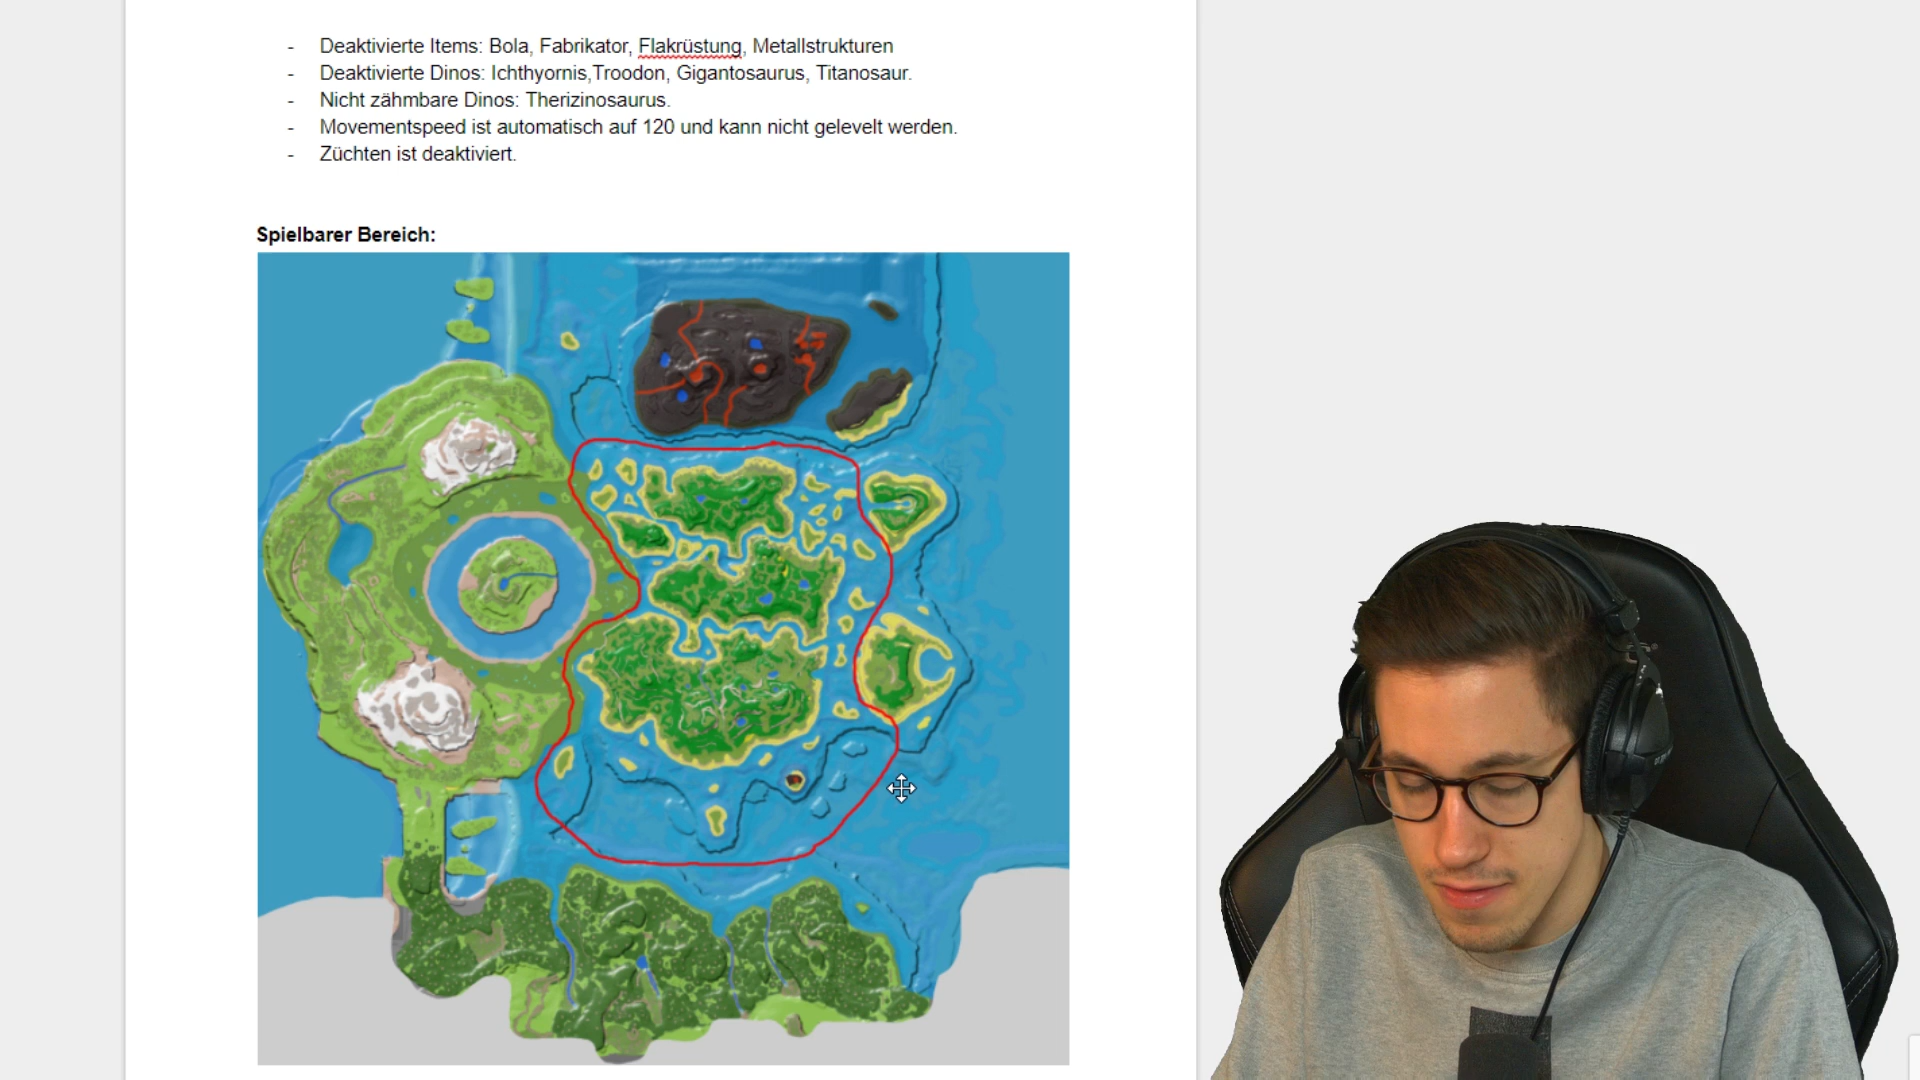 - Deaktivierte Items: Bola, Fabrikator, Flakrüstung, Metallstrukturen
- Deaktivierte Dinos: Ichthyornis,Troodon, Gigantosaurus, Titanosaur.
- Nicht zähmbare Dinos: Therizinosaurus.
- Movementspeed ist automatisch auf 120 und kann nicht gelevelt werden.
- Züchten ist deaktiviert.
Spielbarer Bereich: